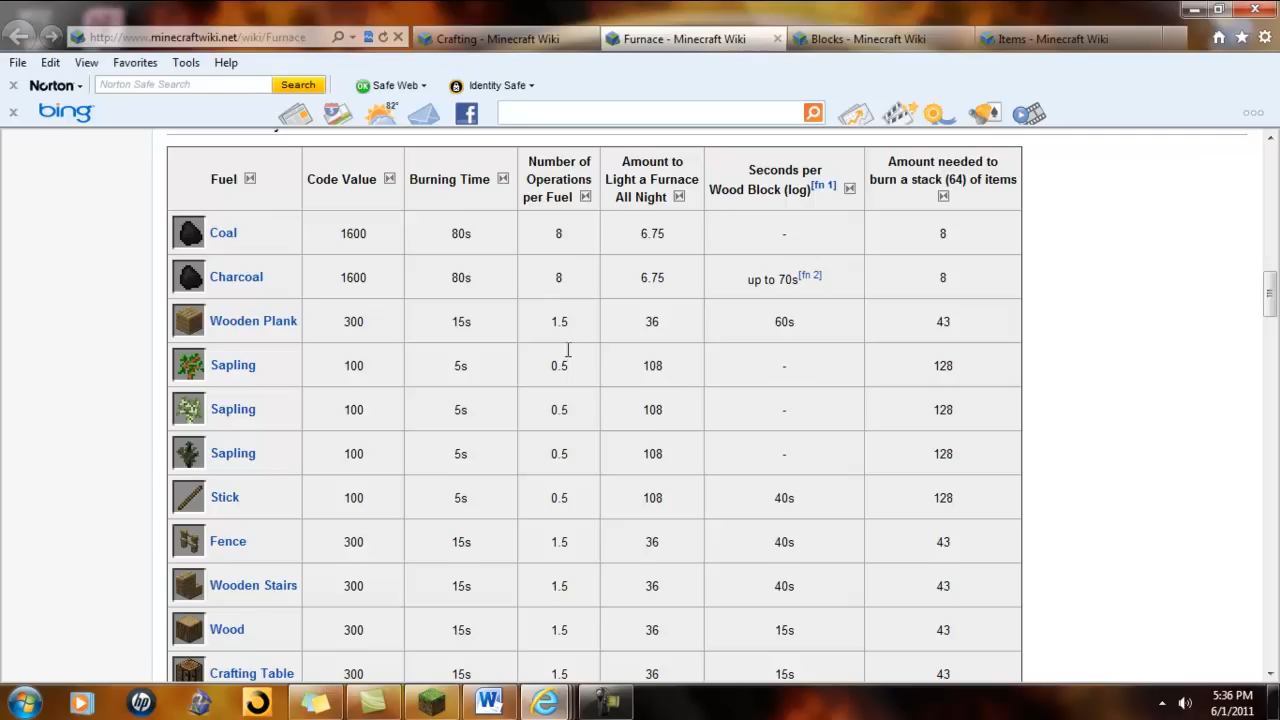 http://www.minecraftwiki.net/wiki/Furnace
Crafting - Minecraft Wiki
Furnace - Minecraft Wiki
Blocks - Minecraft Wiki
Items - Minecraft Wiki
File Edit View Favorites Tools Help
Norton Norton Safe Search Search OK Safe Web Identity Safe
bing 82°
Fuel Code Value Burning Time Number of Operations per Fuel Amount to Light a Furnace All Night Seconds per Wood Block (log)[fn 1] Amount needed to burn a stack (64) of items
Coal 1600 80s 8 6.75 - 8
Charcoal 1600 80s 8 6.75 up to 70s[fn 2] 8
Wooden Plank 300 15s 1.5 36 60s 43
Sapling 100 5s 0.5 108 - 128
Sapling 100 5s 0.5 108 - 128
Sapling 100 5s 0.5 108 - 128
Stick 100 5s 0.5 108 40s 128
Fence 300 15s 1.5 36 40s 43
Wooden Stairs 300 15s 1.5 36 40s 43
Wood 300 15s 1.5 36 15s 43
Crafting Table 300 15s 1.5 36 15s 43
5:36 PM
6/1/2011